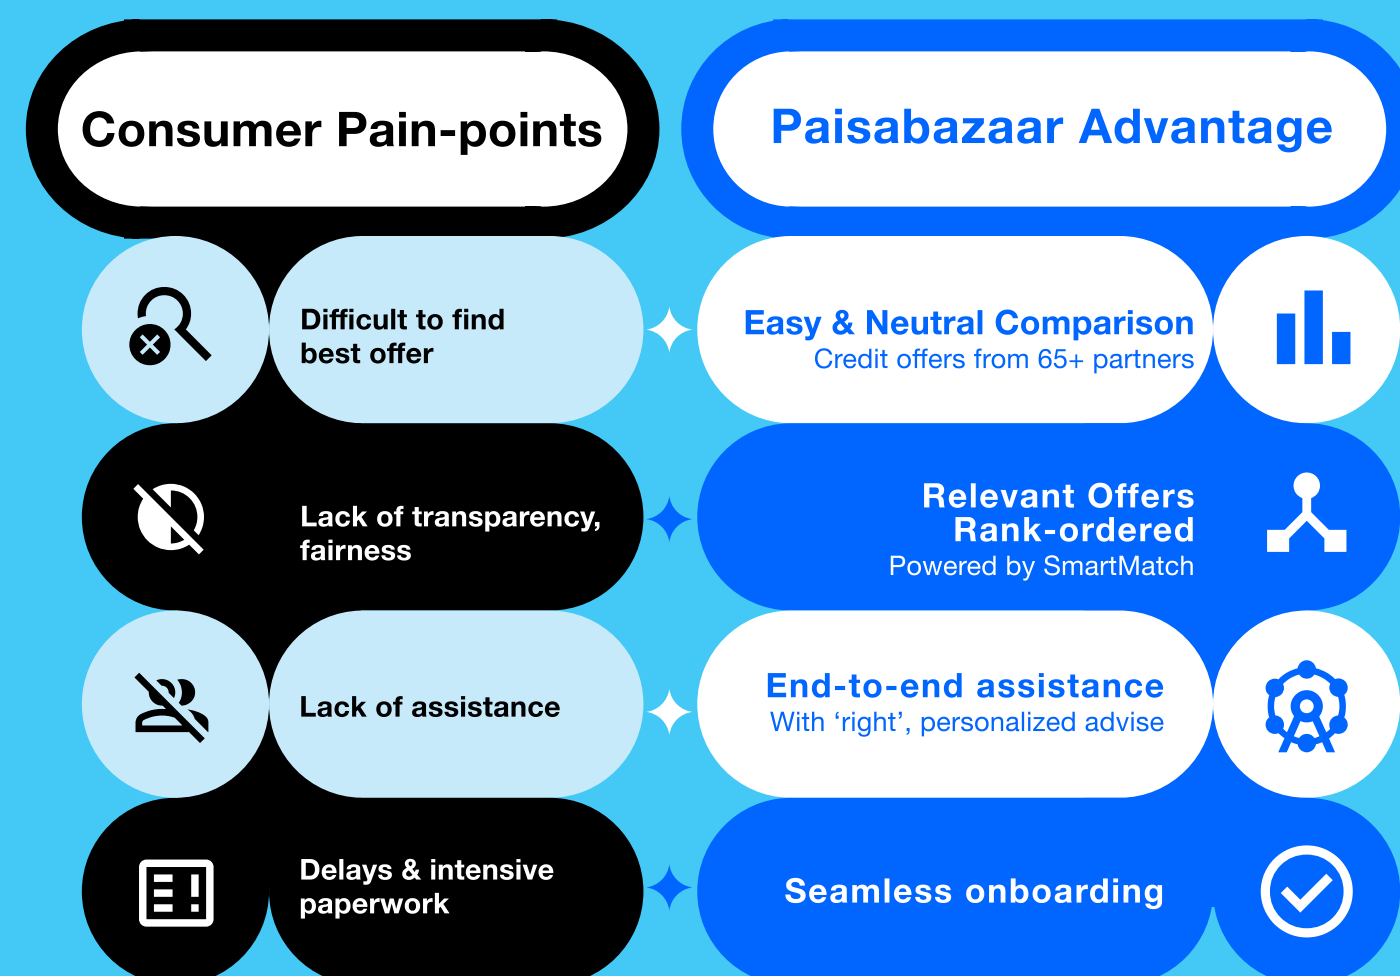 Consumer Pain-points
Paisabazaar Advantage
Difficult to find
best offer
Easy & Neutral Comparison
Credit offers from 65+ partners
Lack of transparency,
fairness
Relevant Offers
Rank-ordered
Powered by SmartMatch
Lack of assistance
End-to-end assistance
With ‘right’, personalized advise
Delays & intensive
paperwork
Seamless onboarding